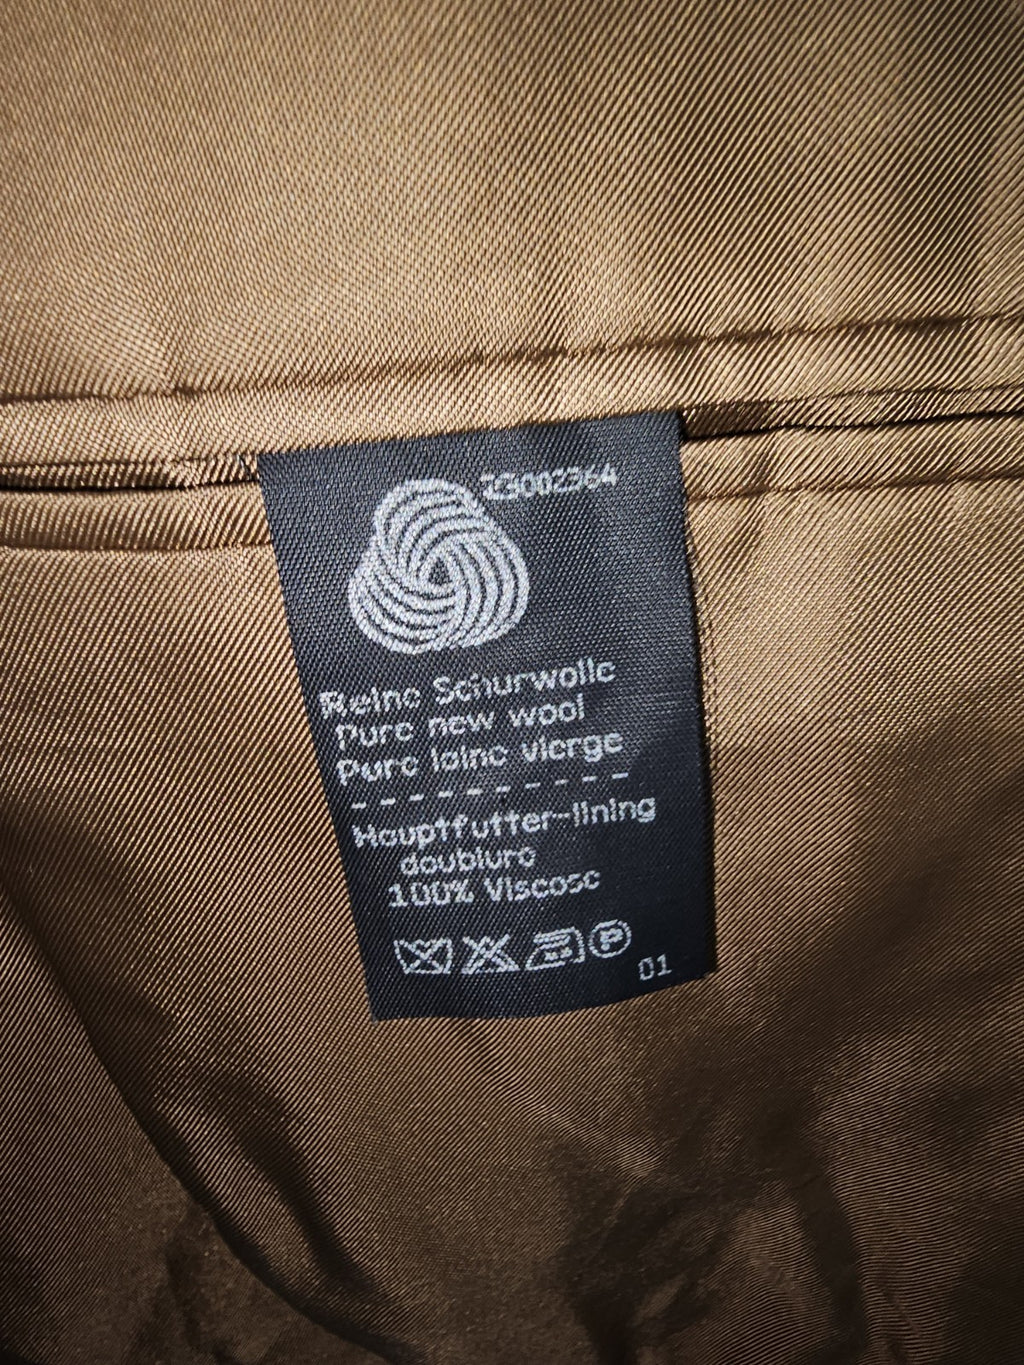 23002364
Reine Schurwolle
Pure new wool
Pure laine vierge
Hauptfutter-lining
doublure
100% Viscose
P
01